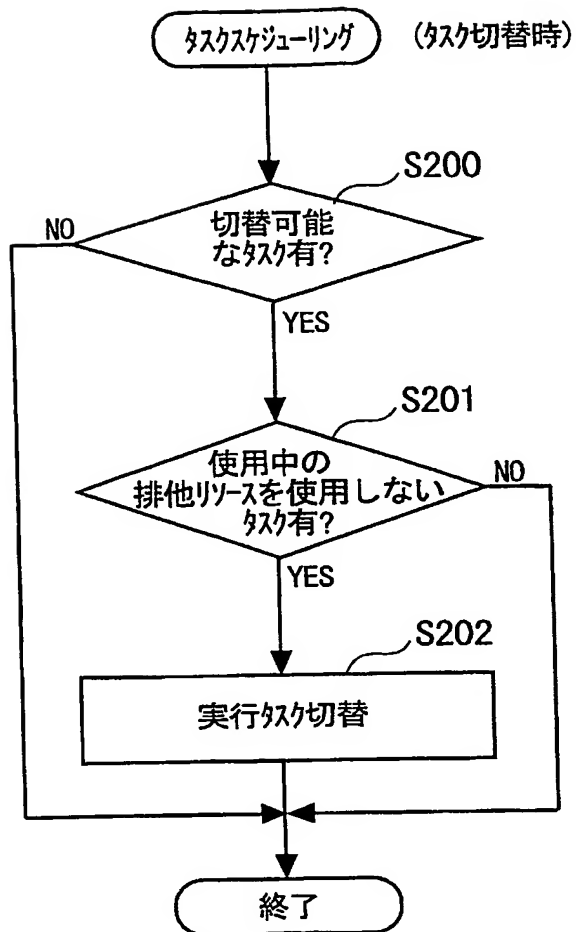 タスクスケジューリング (タスク切替時)
S200
切替可能
なタスク有?
NO
YES
S201
使用中の
排他リソースを使用しない
タスク有?
NO
YES
S202
実行タスク切替
終了